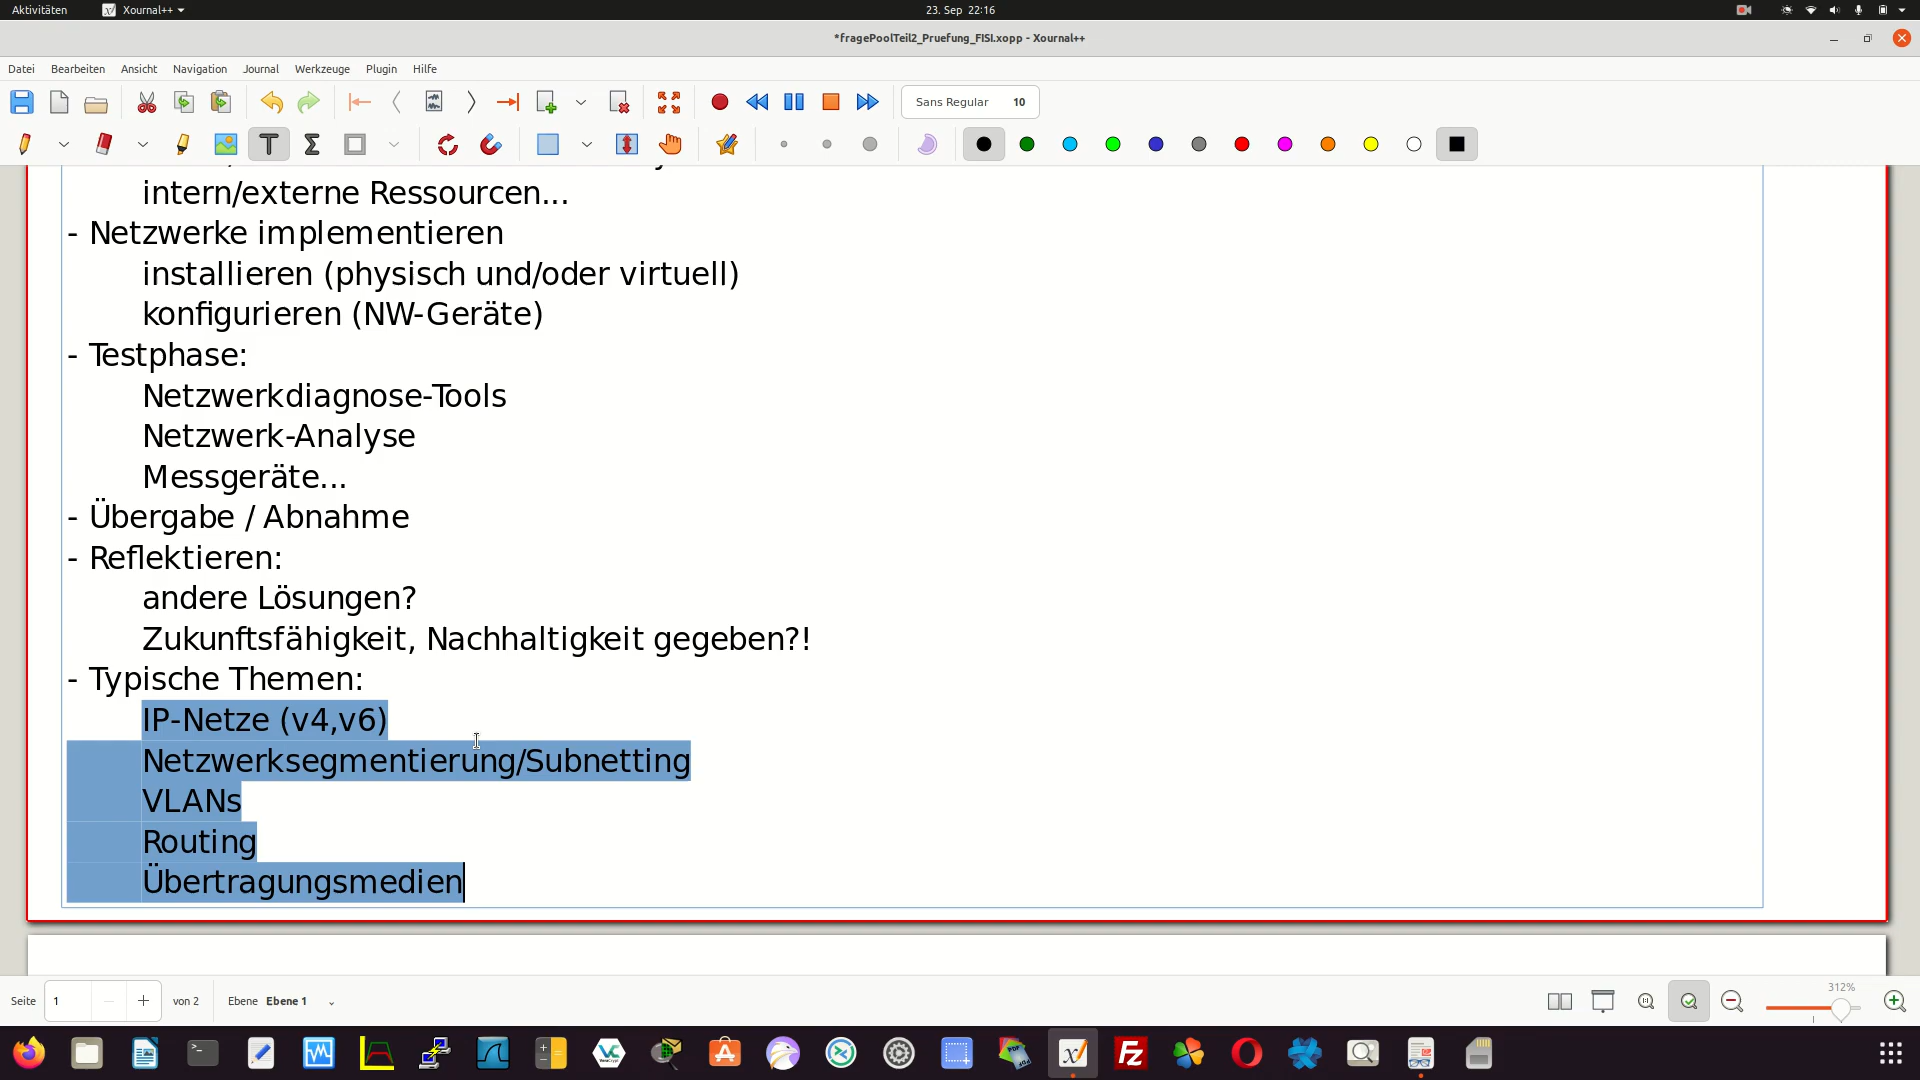 Aktivitäten
Xournal++
23. Sep 22:16
*fragePoolTeil2_Pruefung_FISI.xopp - Xournal++
Datei Bearbeiten Ansicht Navigation Journal Werkzeuge Plugin Hilfe
Sans Regular 10
intern/externe Ressourcen...
- Netzwerke implementieren
installieren (physisch und/oder virtuell)
konfigurieren (NW-Geräte)
- Testphase:
Netzwerkdiagnose-Tools
Netzwerk-Analyse
Messgeräte...
- Übergabe / Abnahme
- Reflektieren:
andere Lösungen?
Zukunftsfähigkeit, Nachhaltigkeit gegeben?!
- Typische Themen:
IP-Netze (v4,v6)
Netzwerksegmentierung/Subnetting
VLANs
Routing
Übertragungsmedien
Seite 1 von 2 Ebene Ebene 1
312%